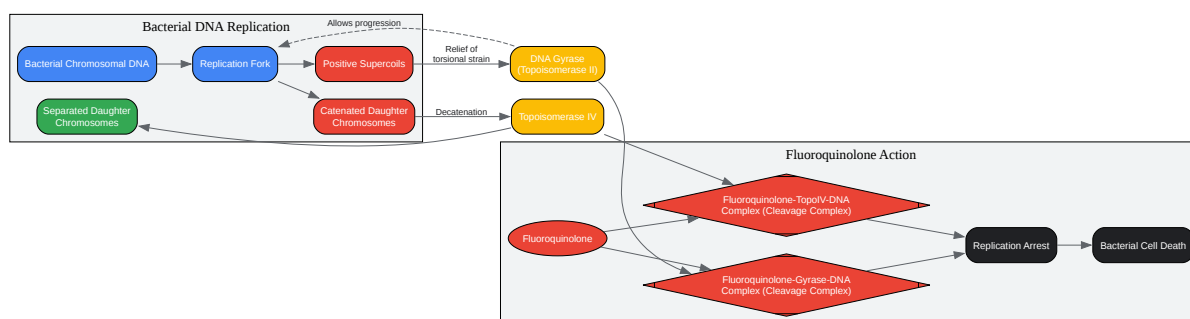 Bacterial DNA Replication
Allows progression
Bacterial Chromosomal DNA
Replication Fork
Positive Supercoils
Relief of
torsional strain
DNA Gyrase
(Topoisomerase II)
Separated Daughter
Chromosomes
Catenated Daughter
Chromosomes
Decatenation
Topoisomerase IV
Fluoroquinolone Action
Fluoroquinolone-TopoIV-DNA
Complex (Cleavage Complex)
Fluoroquinolone
Replication Arrest
Bacterial Cell Death
Fluoroquinolone-Gyrase-DNA
Complex (Cleavage Complex)